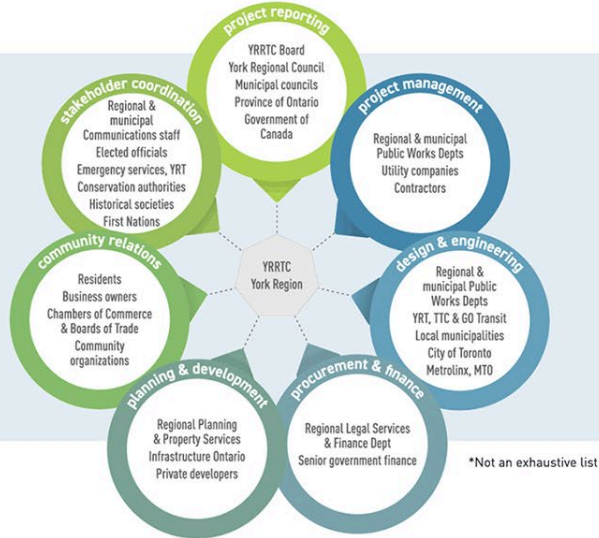 project reporting
YRRTC Board
York Regional Council
Municipal councils
Province of Ontario
Government of
Canada
project management
Regional & municipal
Public Works Depts
Utility companies
Contractors
design & engineering
Regional &
municipal Public
Works Depts
YRT, TTC & GO Transit
Local municipalities
City of Toronto
Metrolinx, MTO
procurement & finance
Regional Legal Services
& Finance Dept
Senior government finance
planning & development
Regional Planning
& Property Services
Infrastructure Ontario
Private developers
community relations
Residents
Business owners
Chambers of Commerce
& Boards of Trade
Community
organizations
stakeholder coordination
Regional &
municipal
Communications staff
Elected officials
Emergency services, YRT
Conservation authorities
Historical societies
First Nations
YRRTC
York Region
*Not an exhaustive list